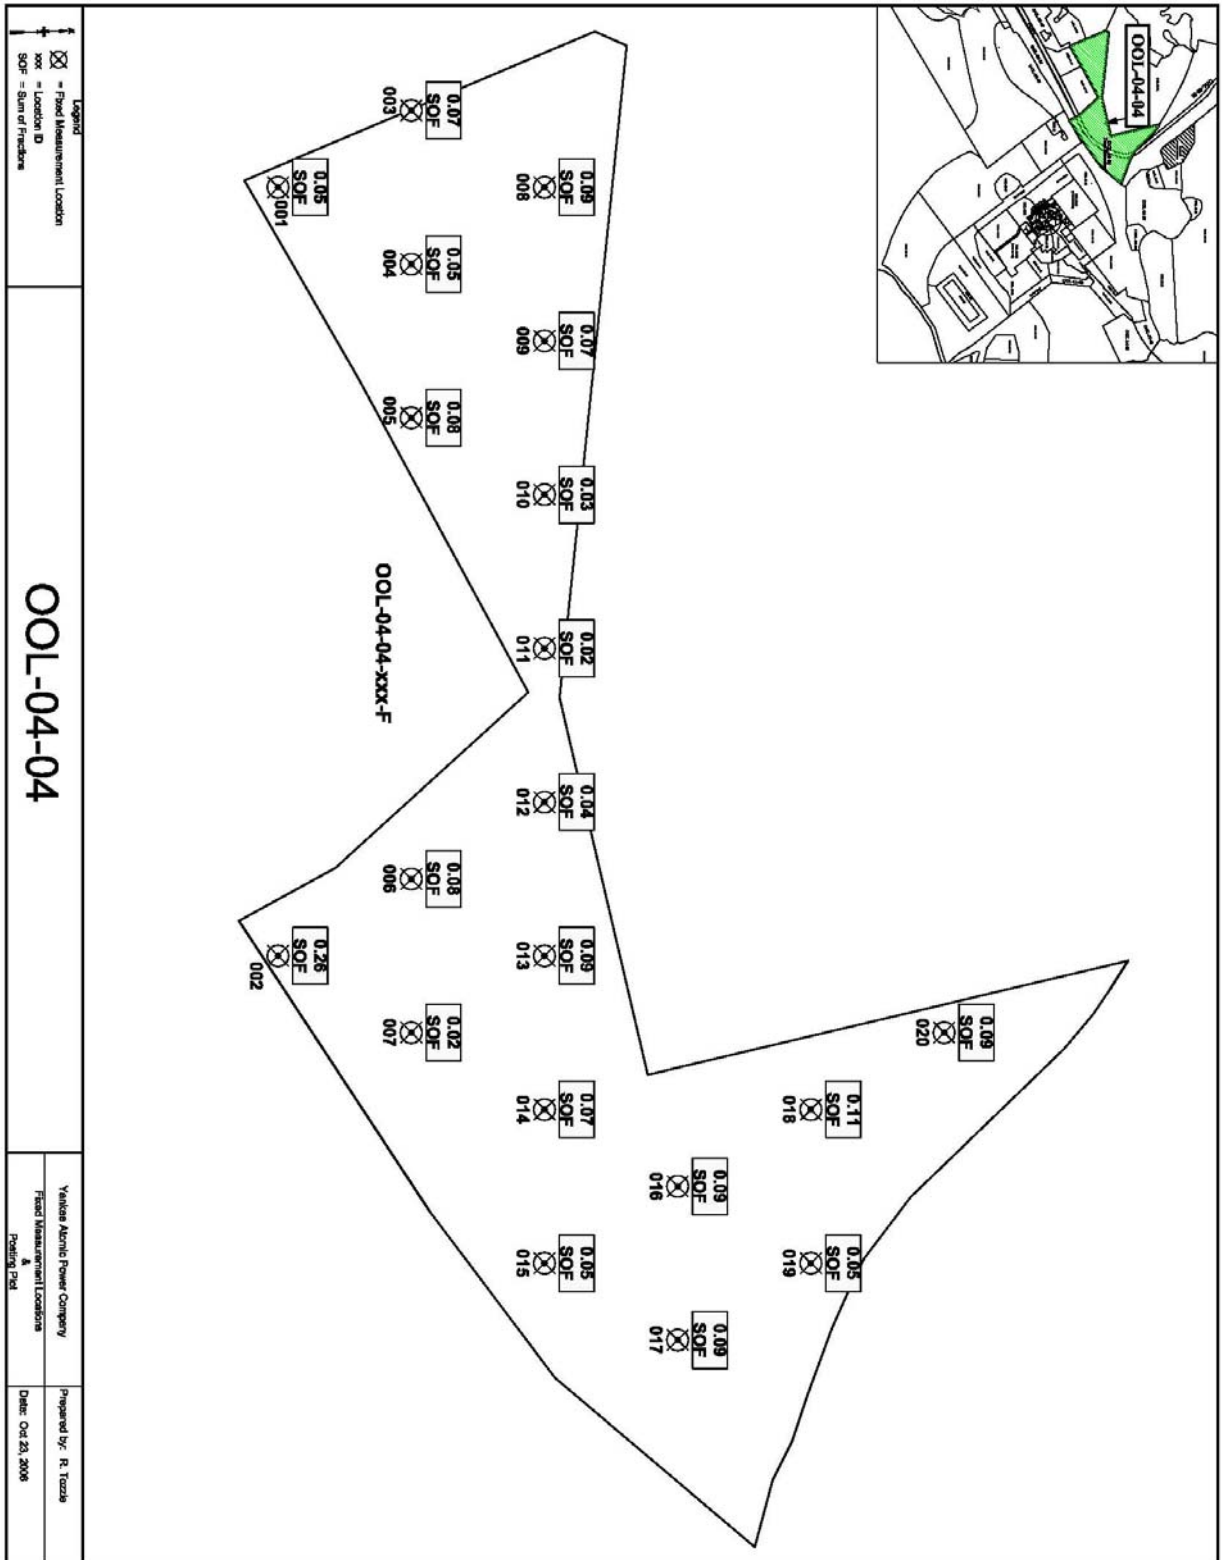 OOL-04-04
0.07
SOF
003
0.05
SOF
001
0.09
SOF
008
0.05
SOF
004
0.07
SOF
009
0.08
SOF
005
0.03
SOF
010
0.02
SOF
011
OOL-04-04-XXX-F
0.04
SOF
012
0.08
SOF
006
0.09
SOF
013
0.26
SOF
002
0.02
SOF
007
0.09
SOF
020
0.07
SOF
014
0.11
SOF
018
0.09
SOF
016
0.05
SOF
015
0.05
SOF
019
0.09
SOF
017
Legend
= Fixed Measurement Location
xxx = Location ID
SOF = Sum of Fractions
OOL-04-04
Yankee Atomic Power Company
Fixed Measurement Locations
&
Posting Plot
Prepared by: R. Tozzie
Date: Oct 23, 2006